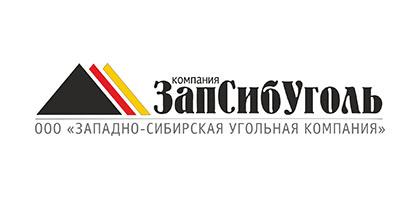 компания
ЗапСибУголь
ООО «ЗАПАДНО-СИБИРСКАЯ УГОЛЬНАЯ КОМПАНИЯ»